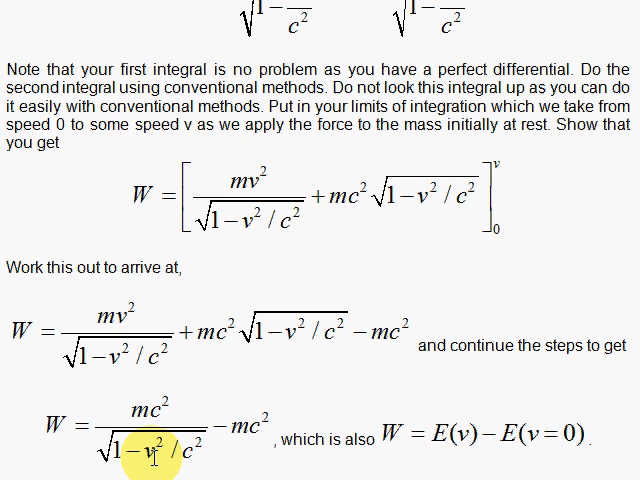 √1 − c² √1 − c²
Note that your first integral is no problem as you have a perfect differential. Do the
second integral using conventional methods. Do not look this integral up as you can do
it easily with conventional methods. Put in your limits of integration which we take from
speed 0 to some speed v as we apply the force to the mass initially at rest. Show that
you get
W = [ mv² / √1−v² / c² + mc² √1−v² / c² ]₀ᵛ
Work this out to arrive at,
W = mv² / √1−v² / c² + mc² √1−v² / c² − mc² and continue the steps to get
W = mc² / √1−v² / c² − mc² , which is also W = E(v) − E(v = 0) .